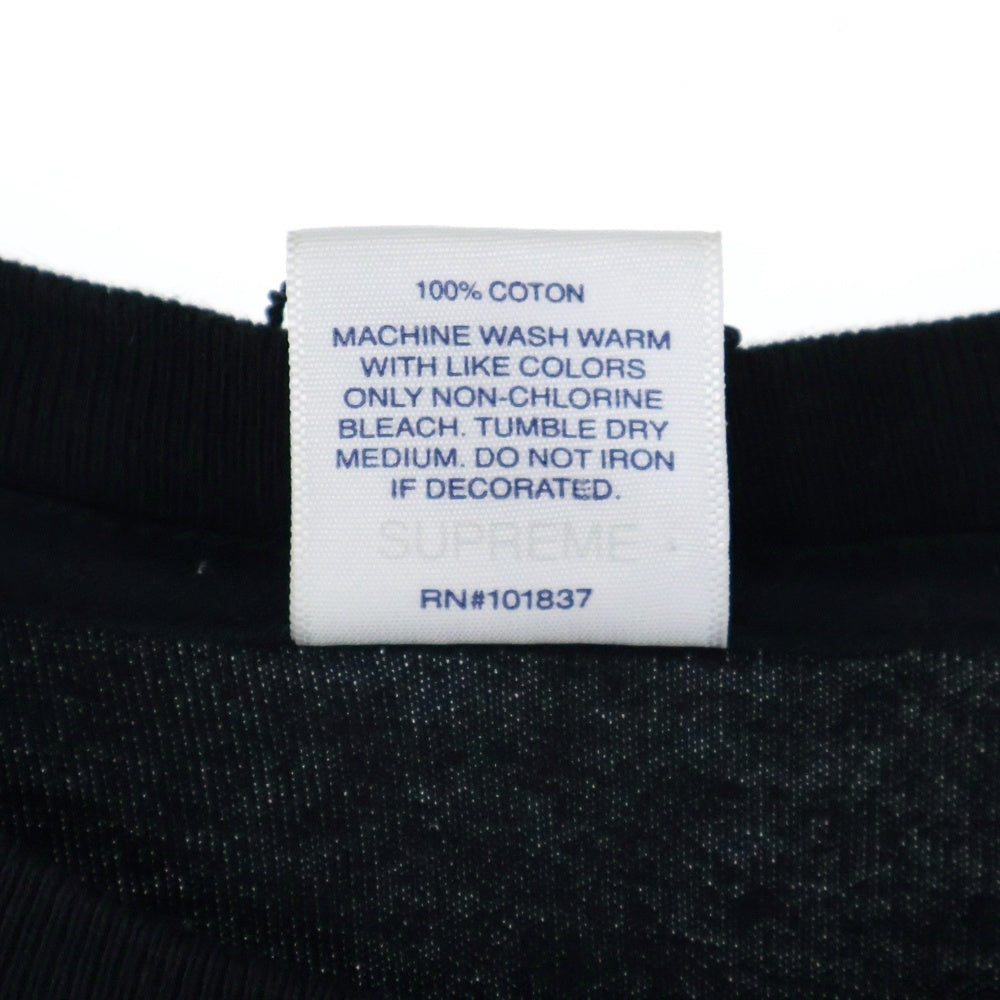 100% COTON
MACHINE WASH WARM
WITH LIKE COLORS
ONLY NON-CHLORINE
BLEACH. TUMBLE DRY
MEDIUM. DO NOT IRON
IF DECORATED.
SUPREME
RN#101837